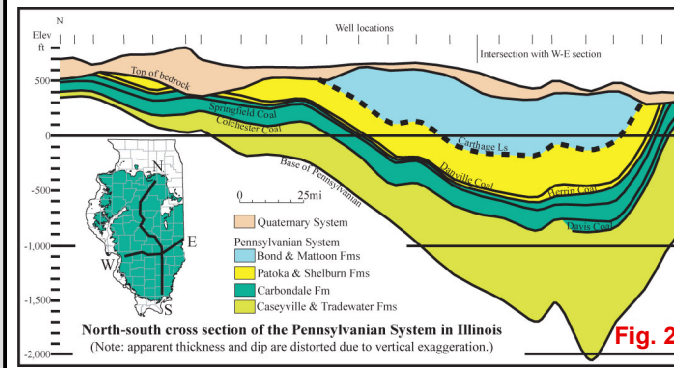 Well locations
N
Elev
ft
Intersection with W-E section
Top of bedrock
500
Springfield Coal
Colchester Coal
0
Carthage Ls
Base of Pennsylvanian
Danville Coal
Herrin Coal
N
0 25mi
-500
Davis Coal
Quaternary System
E
Pennsylvanian System
-1,000
W
Bond & Mattoon Fms
Patoka & Shelburn Fms
Carbondale Fm
S
Caseyville & Tradewater Fms
-1,500
North-south cross section of the Pennsylvanian System in Illinois
Fig. 2
(Note: apparent thickness and dip are distorted due to vertical exaggeration.)
-2,000